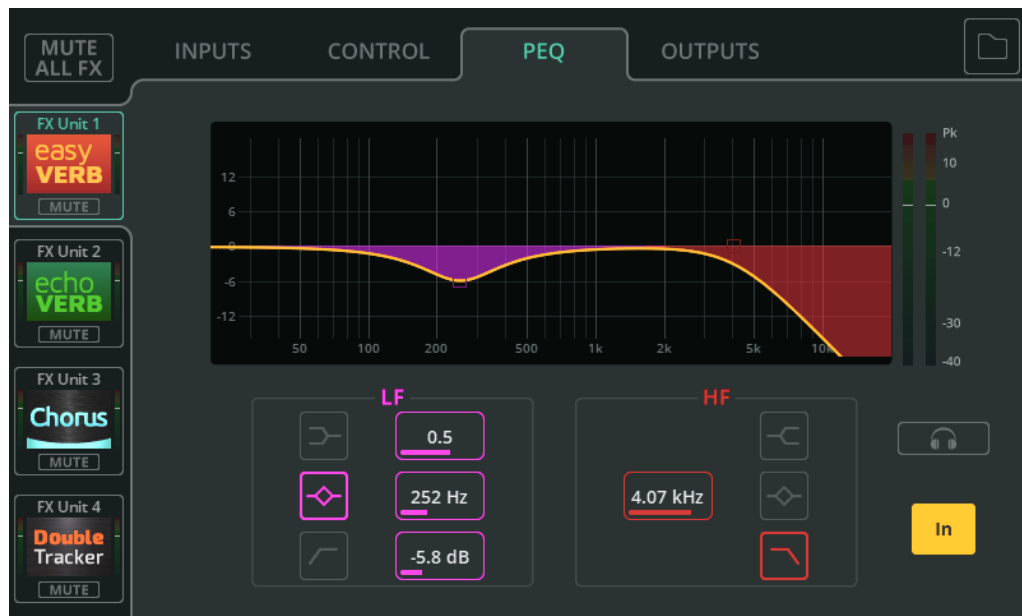 MUTE
ALL FX
INPUTS
CONTROL
PEQ
OUTPUTS
FX Unit 1
easy
VERB
MUTE
FX Unit 2
echo
VERB
MUTE
FX Unit 3
Chorus
MUTE
FX Unit 4
Double
Tracker
MUTE
12
6
0
-6
-12
50 100 200 500 1k 2k 5k 10k
Pk
10
0
-12
-30
-40
LF
0.5
252 Hz
-5.8 dB
HF
4.07 kHz
In